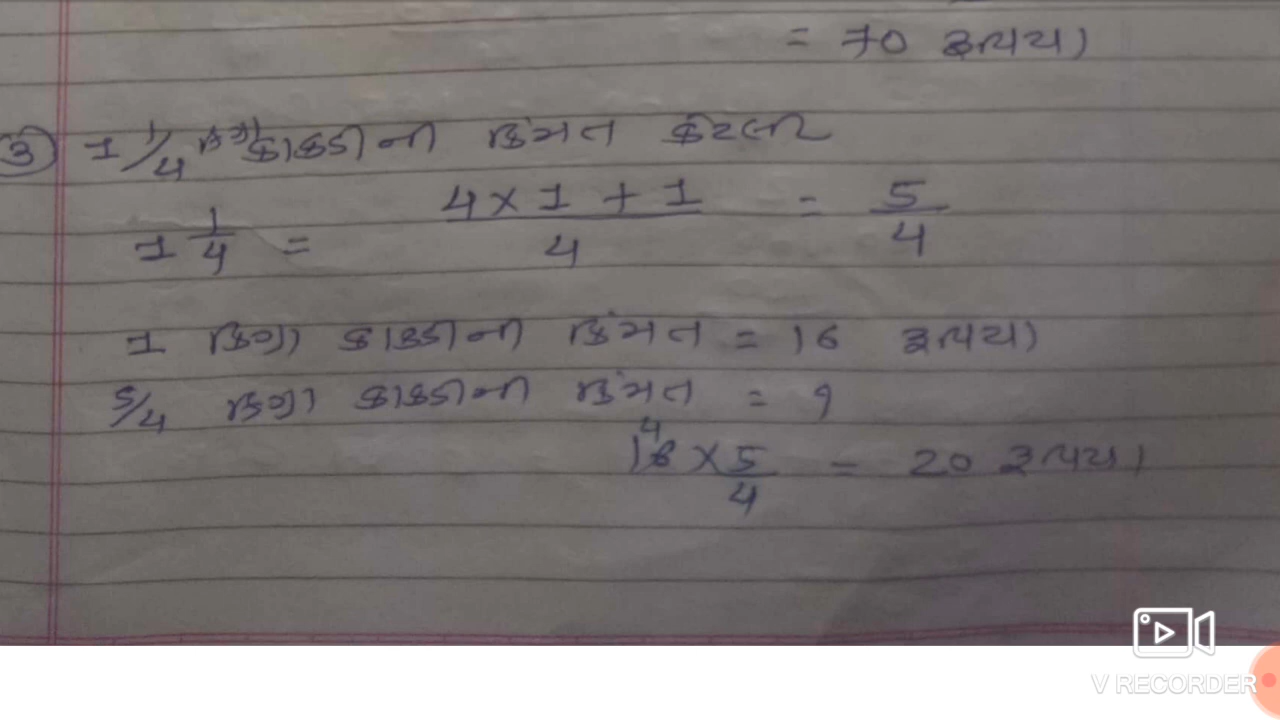 = 70 રૂપિયા
③ 1 1/4 કિગ્રા કાકડીની કિંમત કેટલી
1 1/4 = 4 × 1 + 1 / 4 = 5/4
1 કિગ્રા કાકડીની કિંમત = 16 રૂપિયા
5/4 કિગ્રા કાકડીની કિંમત = ?
4
16 × 5/4 = 20 રૂપિયા
V RECORDER